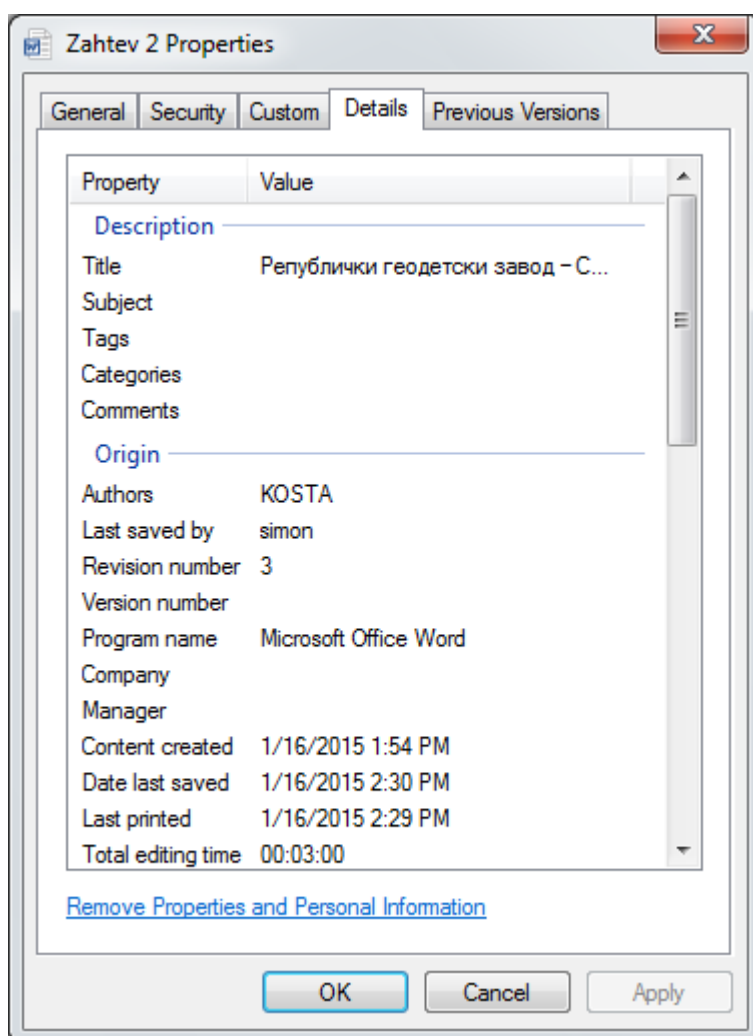 Zahtev 2 Properties
General Security Custom Details Previous Versions
Property Value
Description
Title Републички геодетски завод – С...
Subject
Tags
Categories
Comments
Origin
Authors KOSTA
Last saved by simon
Revision number 3
Version number
Program name Microsoft Office Word
Company
Manager
Content created 1/16/2015 1:54 PM
Date last saved 1/16/2015 2:30 PM
Last printed 1/16/2015 2:29 PM
Total editing time 00:03:00
Remove Properties and Personal Information
OK Cancel Apply